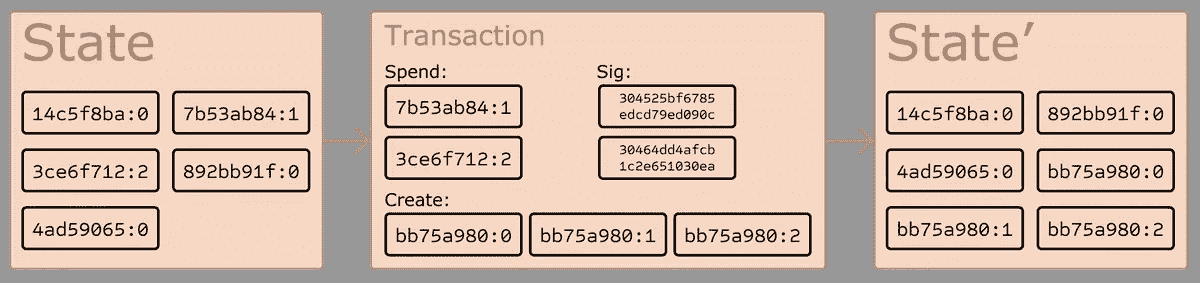 State
14c5f8ba:0 7b53ab84:1
3ce6f712:2 892bb91f:0
4ad59065:0
Transaction
Spend: Sig:
7b53ab84:1
304525bf6785
edcd79ed090c
3ce6f712:2
30464dd4afcb
1c2e651030ea
Create:
bb75a980:0 bb75a980:1 bb75a980:2
State’
14c5f8ba:0 892bb91f:0
4ad59065:0 bb75a980:0
bb75a980:1 bb75a980:2